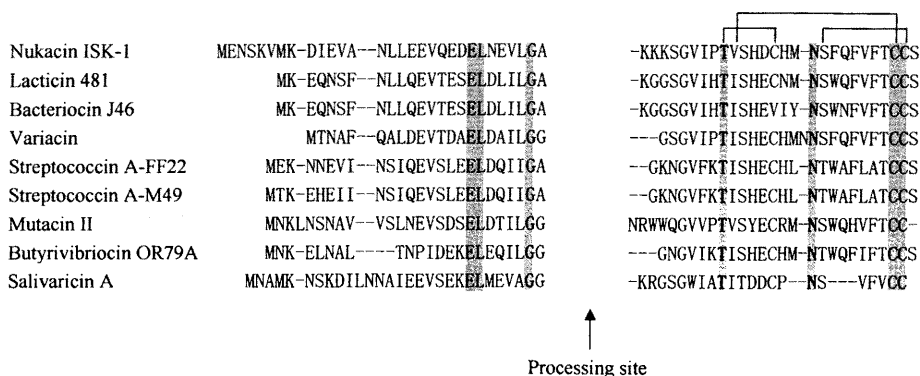 Nukacin ISK-1 MENSKVMK-DIEVA--NLLEEVQEDELNEVLGA -KKKSGVIPTVSHDCHM-NSFQFVFTCCS
Lacticin 481 MK-EQNSF--NLLQEVTESELDLILGA -KGGSGVIHTISHECNM-NSWQFVFTCCS
Bacteriocin J46 MK-EQNSF--NLLQEVTESELDLILGA -KGGSGVIHTISHEVIY-NSWNFVFTCCS
Variacin MTNAF--QALDEVTDAELDAILGG ---GSGVIPTISHECHMNNSFQFVFTCCS
Streptococcin A-FF22 MEK-NNEVI--NSIQEVSLEELDQIIGA ---GKNGVFKTISHECHL-NTWAFLATCCS
Streptococcin A-M49 MTK-EHEII--NSIQEVSLEELDQIIGA ---GKNGVFKTISHECHL-NTWAFLATCCS
Mutacin II MNKLNSNAV--VSLNEVSDSELDTILGG NRWWQGVVPTVSYECRM-NSWQHVFTCC-
Butyrivibriocin OR79A MNK-ELNAL----TNPIDEKELEQILGG ---GNGVIKTISHECHM-NTWQFIFTCCS
Salivaricin A MNAMK-NSKDILNNAIEEVSEKELMEVAGG -KRGSGWIATITDDCP--NS---VFVCC
Processing site